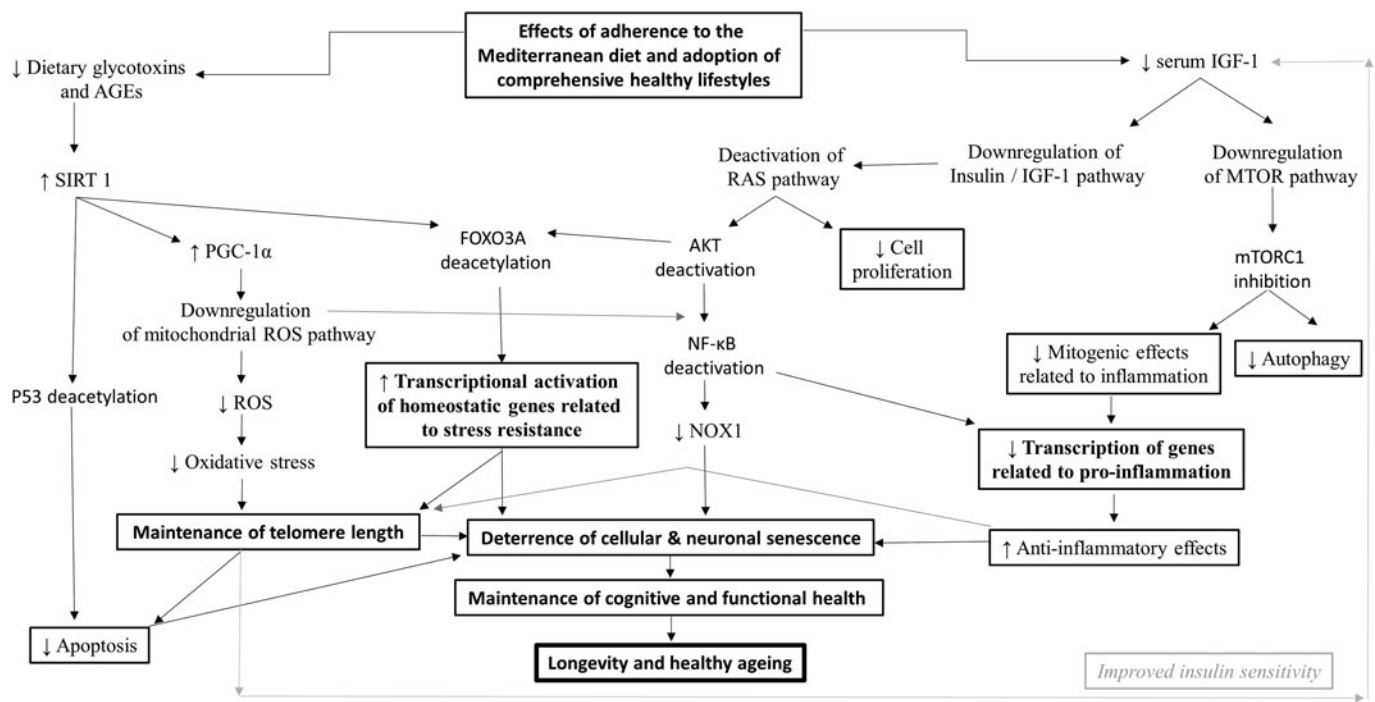 Effects of adherence to the
Mediterranean diet and adoption of
comprehensive healthy lifestyles
↓ Dietary glycotoxins
and AGEs
↓ serum IGF-1
Deactivation of
RAS pathway
Downregulation of
Insulin / IGF-1 pathway
Downregulation
of MTOR pathway
↑ SIRT 1
↑ PGC-1α
FOXO3A
deacetylation
AKT
deactivation
↓ Cell
proliferation
mTORC1
inhibition
Downregulation
of mitochondrial ROS pathway
NF-κB
deactivation
↓ Mitogenic effects
related to inflammation
↓ Autophagy
P53 deacetylation
↓ ROS
↑ Transcriptional activation
of homeostatic genes related
to stress resistance
↓ NOX1
↓ Oxidative stress
↓ Transcription of genes
related to pro-inflammation
Maintenance of telomere length
Deterrence of cellular & neuronal senescence
↑ Anti-inflammatory effects
Maintenance of cognitive and functional health
↓ Apoptosis
Longevity and healthy ageing
Improved insulin sensitivity